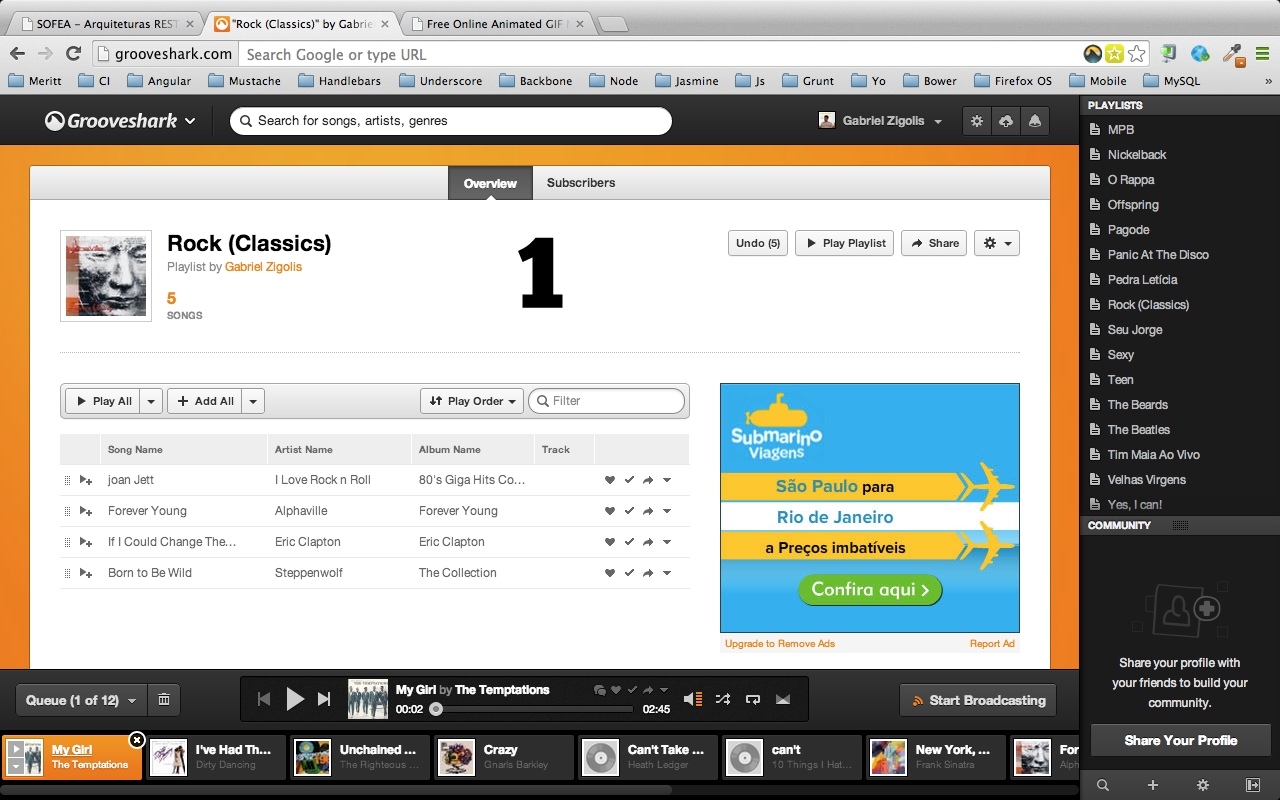 SOFEA – Arquiteturas REST
"Rock (Classics)" by Gabrie
Free Online Animated GIF M
grooveshark.com Search Google or type URL
Meritt CI Angular Mustache Handlebars Underscore Backbone Node Jasmine Js Grunt Yo Bower Firefox OS Mobile MySQL »
Grooveshark Search for songs, artists, genres Gabriel Zigolis
Overview Subscribers
Rock (Classics)
Playlist by Gabriel Zigolis
5
SONGS
1
Undo (5) Play Playlist Share
Play All Add All Play Order Filter
Song Name Artist Name Album Name Track
joan Jett I Love Rock n Roll 80's Giga Hits Co...
Forever Young Alphaville Forever Young
If I Could Change The... Eric Clapton Eric Clapton
Born to Be Wild Steppenwolf The Collection
Submarino
Viagens
São Paulo para
Rio de Janeiro
a Preços imbatíveis
Confira aqui >
Upgrade to Remove Ads Report Ad
PLAYLISTS
MPB
Nickelback
O Rappa
Offspring
Pagode
Panic At The Disco
Pedra Letícia
Rock (Classics)
Seu Jorge
Sexy
Teen
The Beards
The Beatles
Tim Maia Ao Vivo
Velhas Virgens
Yes, I can!
COMMUNITY
Share your profile with
your friends to build your
community.
Share Your Profile
Queue (1 of 12)
My Girl by The Temptations
00:02 02:45
Start Broadcasting
My Girl
The Temptations
I've Had Th...
Dirty Dancing
Unchained ...
The Righteous ...
Crazy
Gnarls Barkley
Can't Take ...
Heath Ledger
can't
10 Things I Hat...
New York, ...
Frank Sinatra
For
Alph